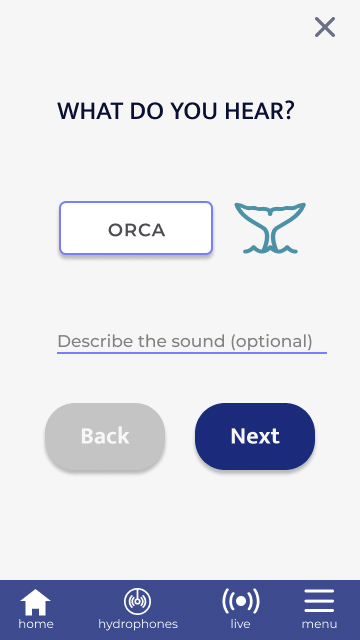 WHAT DO YOU HEAR?
ORCA
Describe the sound (optional)
Back Next
home hydrophones live menu